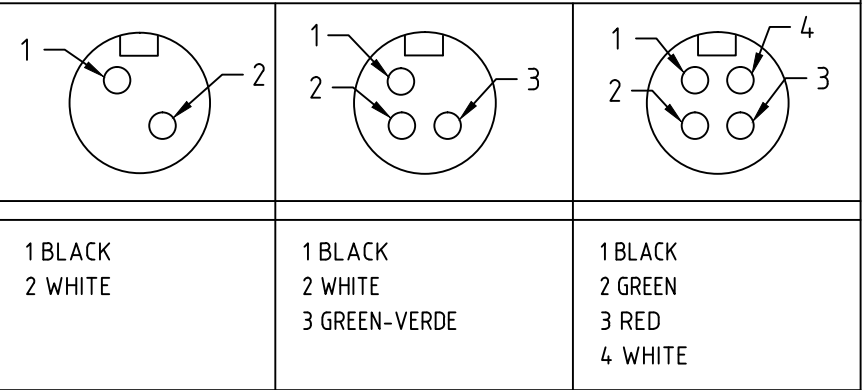 1
2
1
2
3
1
2
3
4
1 BLACK
2 WHITE
1 BLACK
2 WHITE
3 GREEN-VERDE
1 BLACK
2 GREEN
3 RED
4 WHITE